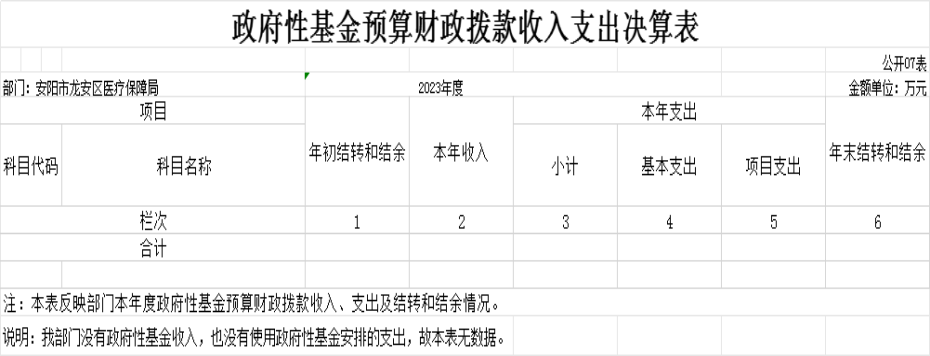 政府性基金预算财政拨款收入支出决算表
公开07表
部门：安阳市龙安区医疗保障局 2023年度 金额单位：万元
项目 年初结转和结余 本年收入 本年支出 年末结转和结余
科目代码 科目名称 小计 基本支出 项目支出
栏次 1 2 3 4 5 6
合计
注：本表反映部门本年度政府性基金预算财政拨款收入、支出及结转和结余情况。
说明：我部门没有政府性基金收入，也没有使用政府性基金安排的支出，故本表无数据。